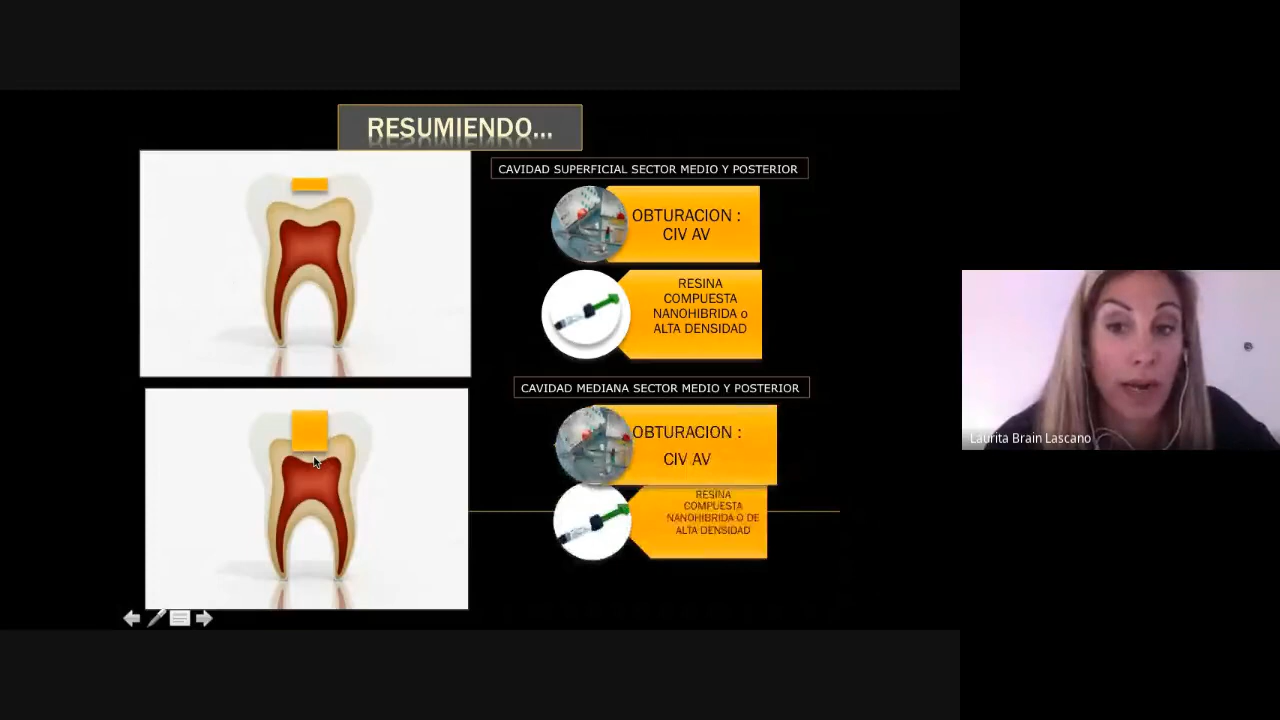 RESUMIENDO...
CAVIDAD SUPERFICIAL SECTOR MEDIO Y POSTERIOR
OBTURACION :
CIV AV
RESINA
COMPUESTA
NANOHIBRIDA o
ALTA DENSIDAD
CAVIDAD MEDIANA SECTOR MEDIO Y POSTERIOR
OBTURACION :
CIV AV
RESINA
COMPUESTA
NANOHIBRIDA O DE
ALTA DENSIDAD
Laurita Brain Lascano